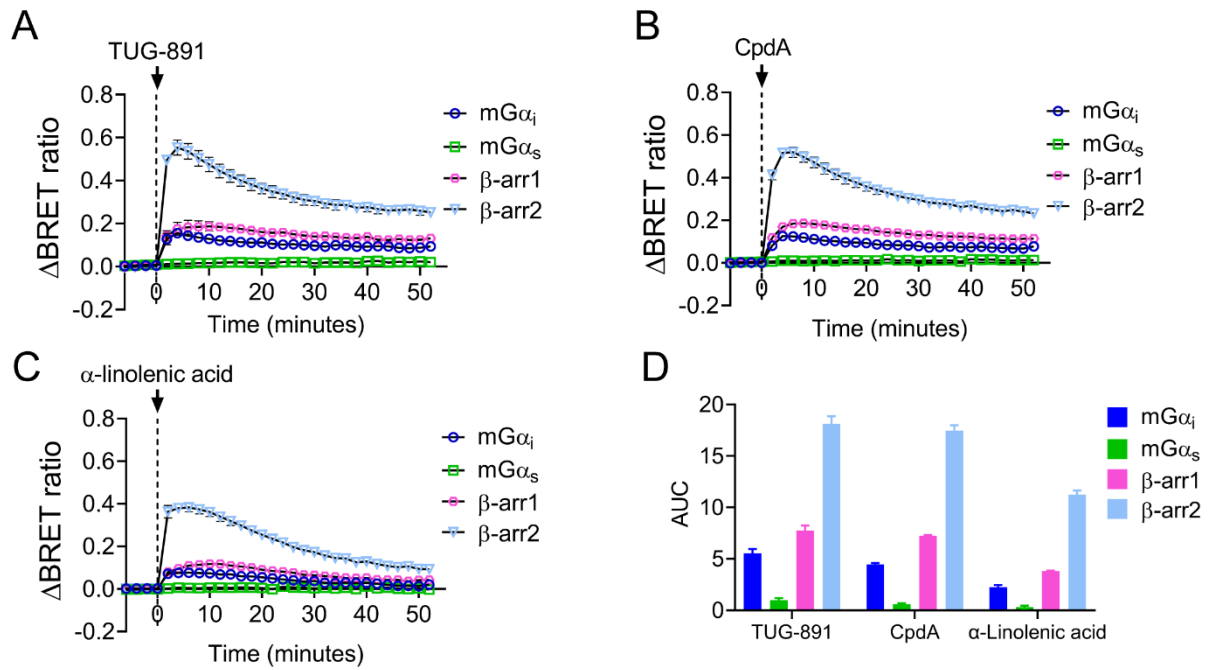 A
TUG-891
ΔBRET ratio
0.8
0.6
0.4
0.2
0.0
-0.2
0 10 20 30 40 50
Time (minutes)
mGαi
mGαs
β-arr1
β-arr2
B
CpdA
ΔBRET ratio
0.8
0.6
0.4
0.2
0.0
-0.2
0 10 20 30 40 50
Time (minutes)
mGαi
mGαs
β-arr1
β-arr2
C
α-linolenic acid
ΔBRET ratio
0.8
0.6
0.4
0.2
0.0
-0.2
0 10 20 30 40 50
Time (minutes)
mGαi
mGαs
β-arr1
β-arr2
D
AUC
20
15
10
5
0
TUG-891 CpdA α-Linolenic acid
mGαi
mGαs
β-arr1
β-arr2